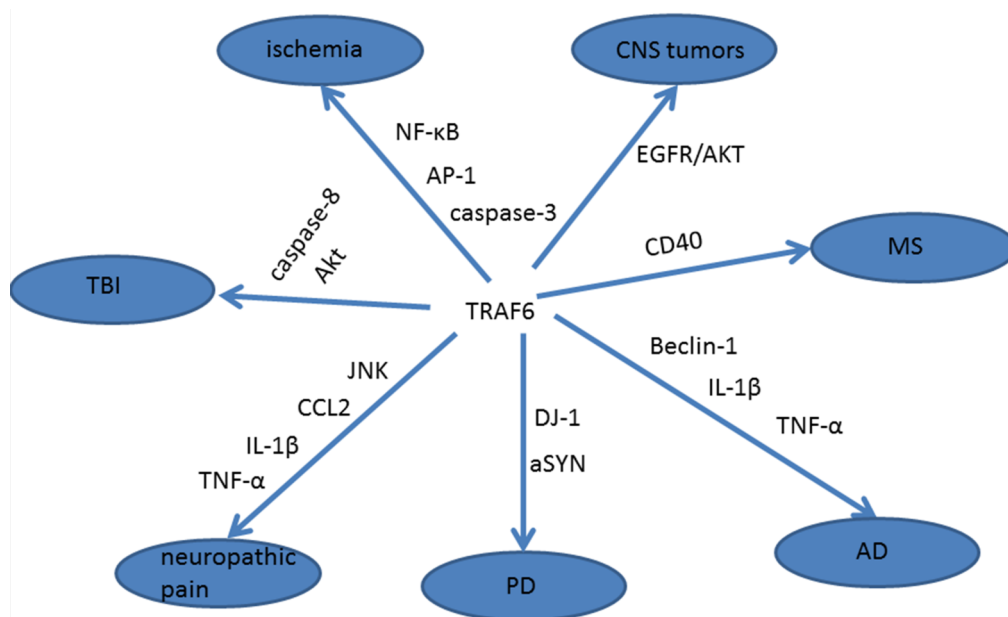 ischemia
CNS tumors
NF-κB
AP-1
caspase-3
EGFR/AKT
caspase-8
Akt
CD40
MS
TBI
TRAF6
JNK
CCL2
IL-1β
TNF-α
DJ-1
aSYN
Beclin-1
IL-1β
TNF-α
neuropathic
pain
PD
AD